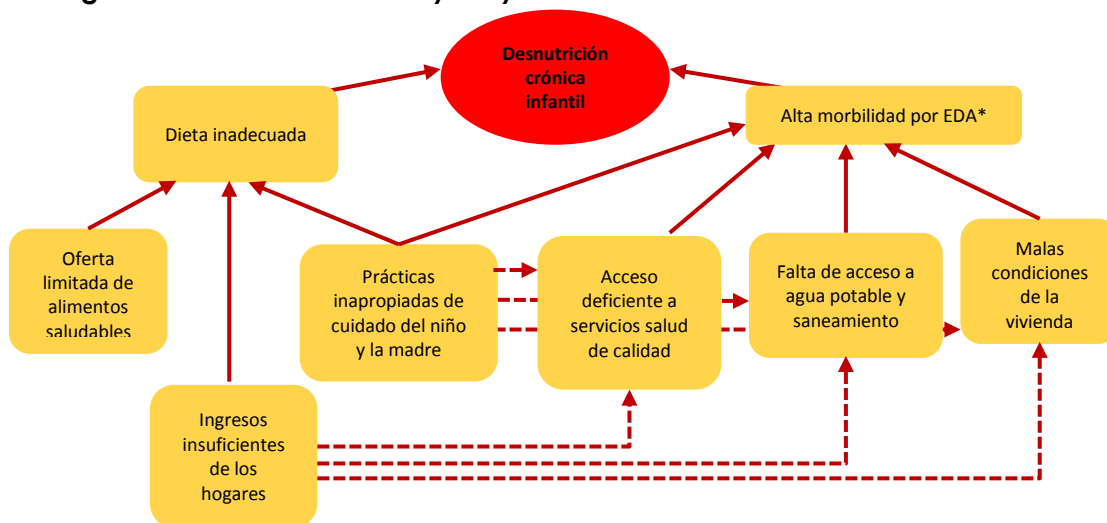 Desnutrición
crónica
infantil
Dieta inadecuada
Alta morbilidad por EDA*
Oferta
limitada de
alimentos
saludables
Prácticas
inapropiadas de
cuidado del niño
y la madre
Acceso
deficiente a
servicios salud
de calidad
Falta de acceso a
agua potable y
saneamiento
Malas
condiciones
de la
vivienda
Ingresos
insuficientes
de los
hogares